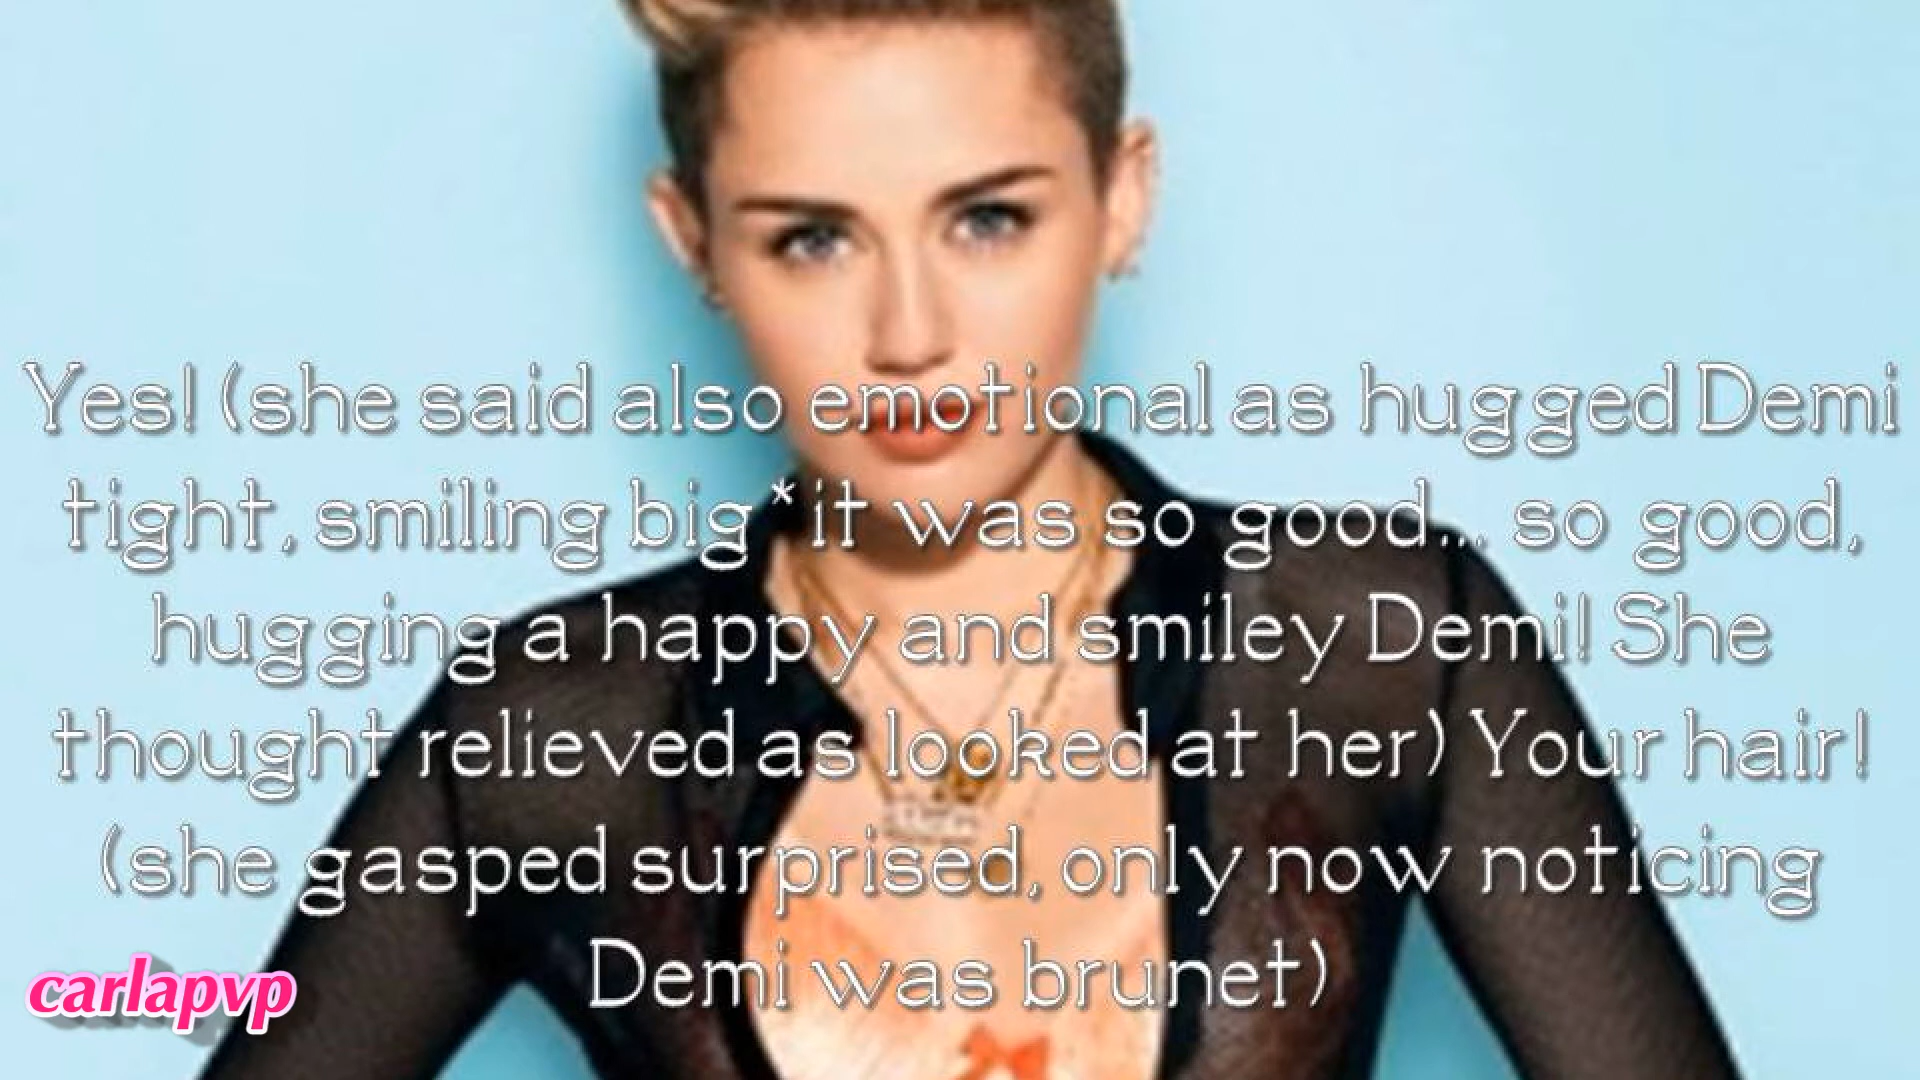 Yes! (she said also emotional as hugged Demi
tight, smiling big*it was so good... so good,
hugging a happy and smiley Demi! She
thought relieved as looked at her) Your hair!
(she gasped surprised, only now noticing
Demi was brunet)
carlapvp